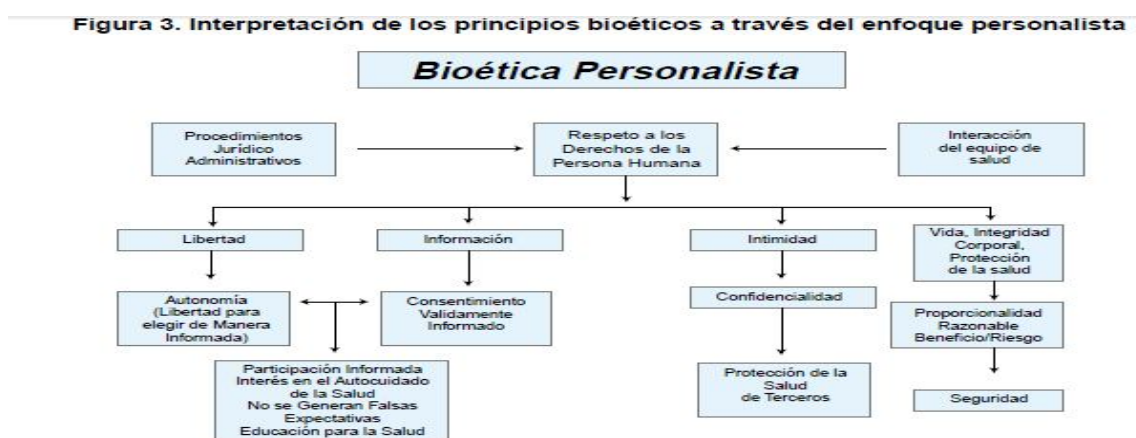 Figura 3. Interpretación de los principios bioéticos a través del enfoque personalista
Bioética Personalista
Procedimientos
Jurídico
Administrativos
Respeto a los
Derechos de la
Persona Humana
Interacción
del equipo de
salud
Libertad
Información
Intimidad
Vida, Integridad
Corporal,
Protección
de la salud
Autonomía
(Libertad para
elegir de Manera
Informada)
Consentimiento
Validamente
Informado
Confidencialidad
Proporcionalidad
Razonable
Beneficio/Riesgo
Participación Informada
Interés en el Autocuidado
de la Salud
No se Generan Falsas
Expectativas
Educación para la Salud
Protección de la
Salud
de Terceros
Seguridad